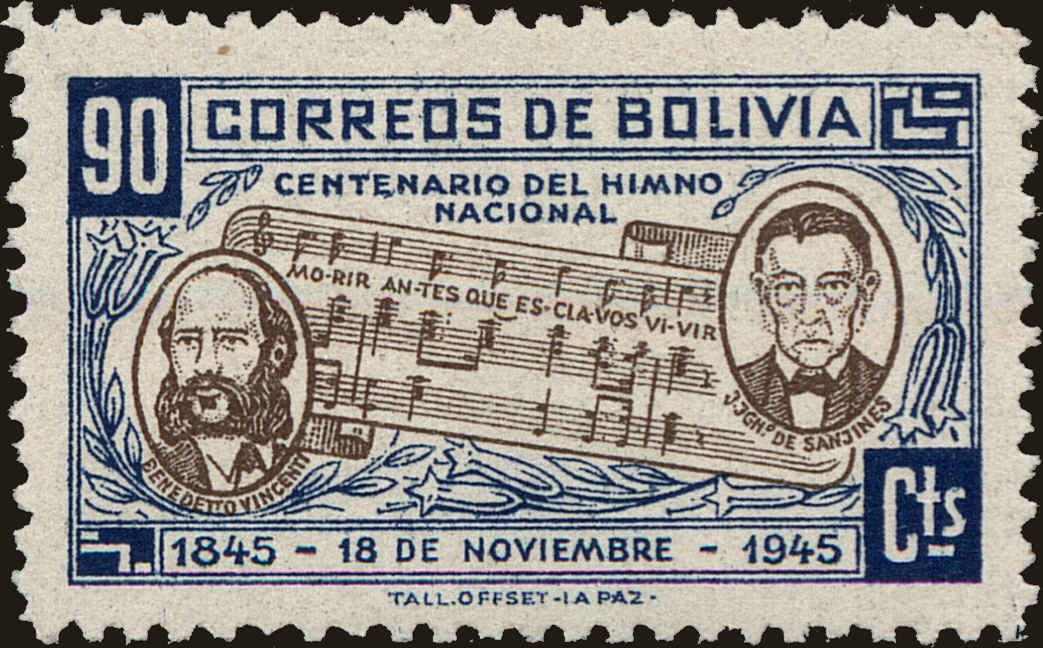 90
CORREOS DE BOLIVIA
CENTENARIO DEL HIMNO
NACIONAL
MO-RIR AN-TES QUE ES-CLA-VOS VI-VIR
BENEDETTO VINCENTI
J. IGNº DE SANJINES
Cts
1845 - 18 DE NOVIEMBRE - 1945
TALL.OFFSET-LA PAZ-